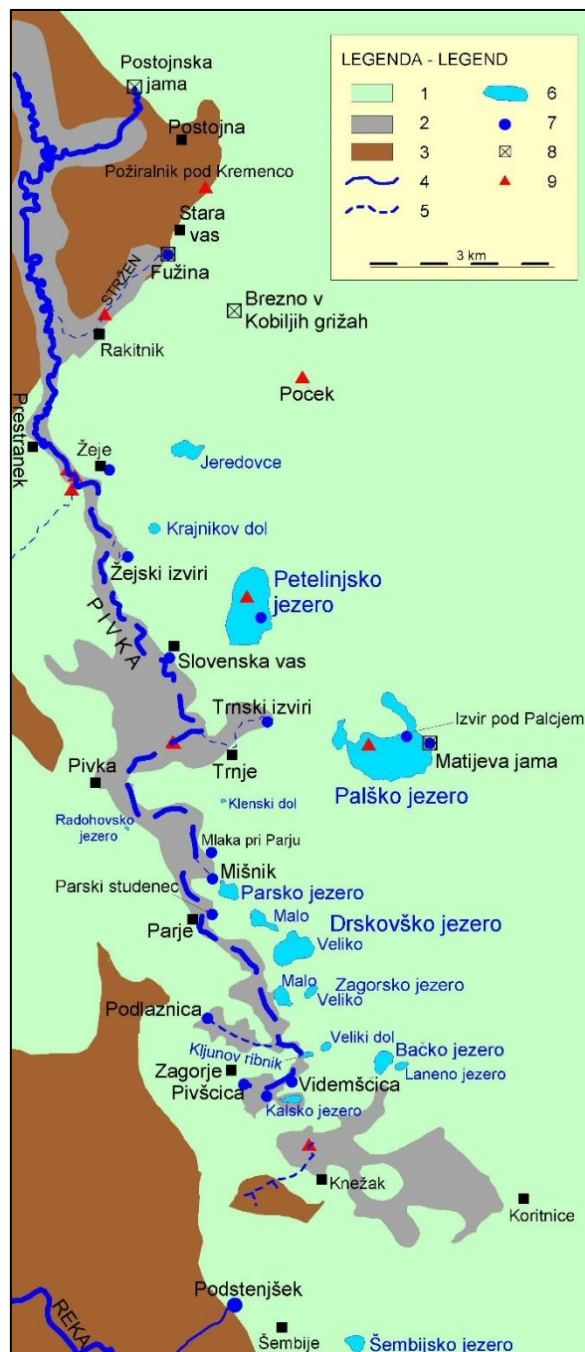 Postojnska
jama
Postojna
Požiralnik pod Kremenco
Stara
vas
Fužina
STRŽEN
Rakitnik
Brezno v
Kobiljih grižah
Pocek
Prestranek
Žeje
Jeredovce
Krajnikov dol
Žejski izviri
Petelinjsko
jezero
PIVKA
Slovenska vas
Trnski izviri
Izvir pod Palcjem
Matijeva jama
Trnje
Pivka
Palško jezero
Klenski dol
Radohovsko
jezero
Mlaka pri Parju
Mišnik
Parski studenec
Parsko jezero
Malo
Drskovško jezero
Parje
Veliko
Malo
Zagorsko jezero
Veliko
Podlaznica
Veliki dol
Kljunov ribnik
Bačko jezero
Laneno jezero
Zagorje
Pivščica
Videmšcica
Kalsko jezero
Knežak
Koritnice
Podstenjšek
REKA
Šembije
Šembijsko jezero
LEGENDA - LEGEND
1
2
3
4
5
6
7
8
9
3 km